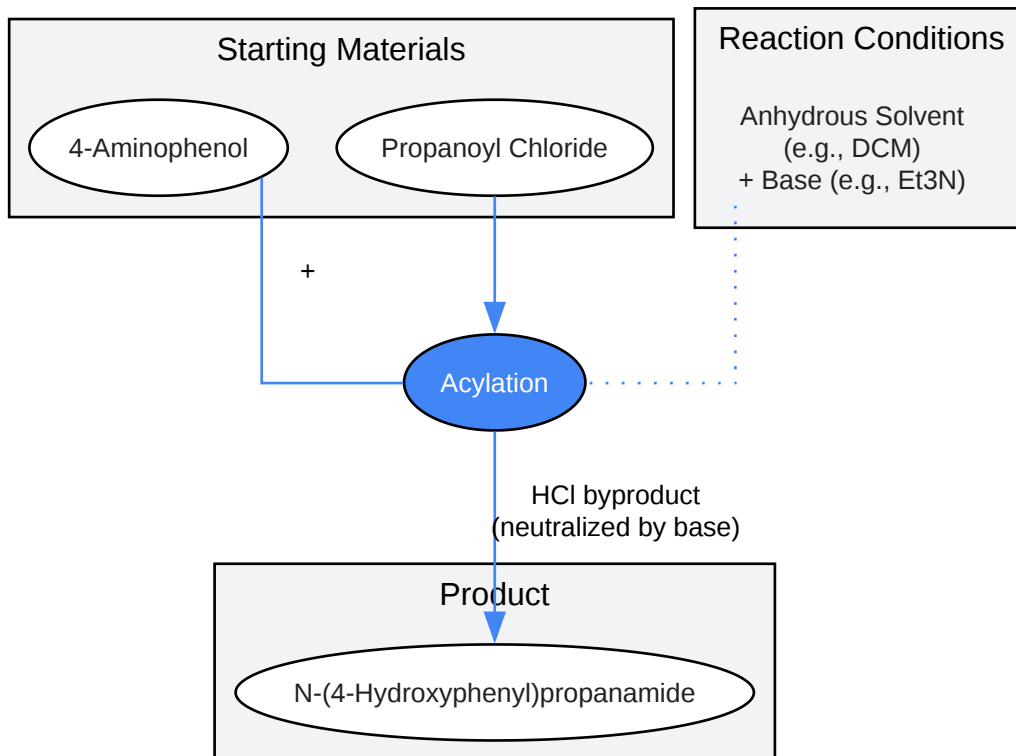 Starting Materials
4-Aminophenol
Propanoyl Chloride
Reaction Conditions
Anhydrous Solvent
(e.g., DCM)
+ Base (e.g., Et3N)
+
Acylation
HCl byproduct
(neutralized by base)
Product
N-(4-Hydroxyphenyl)propanamide